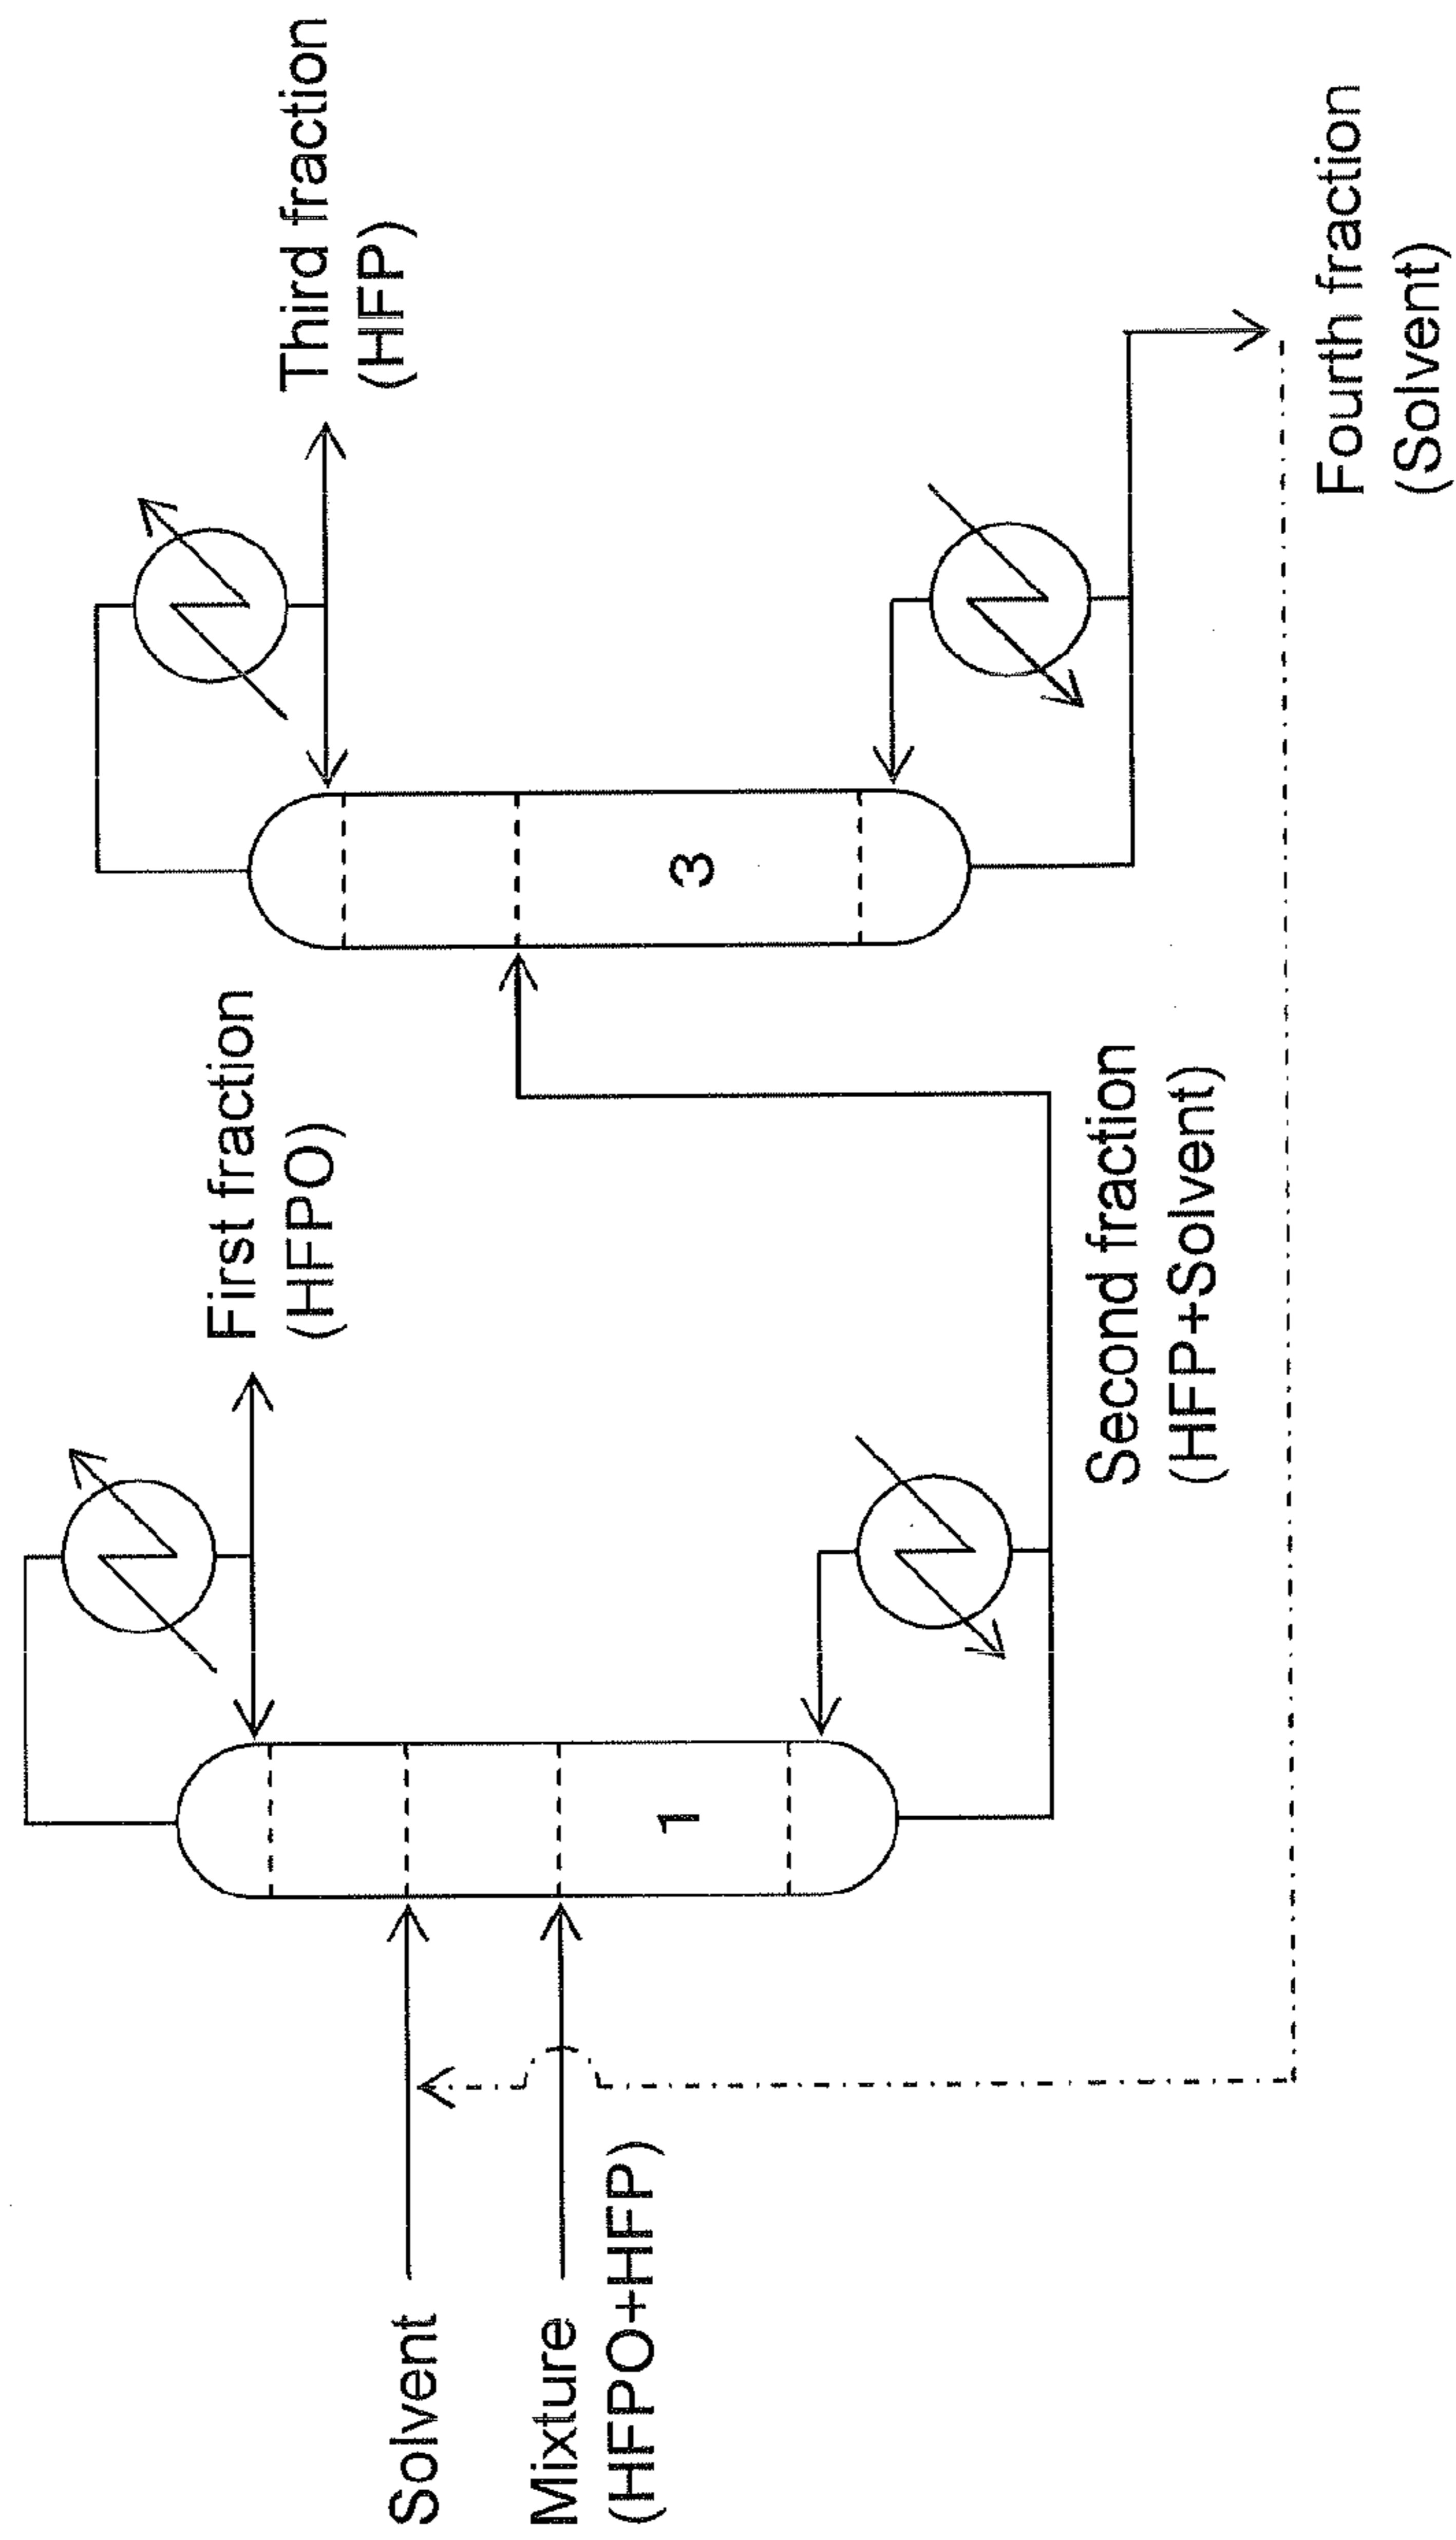 Solvent
Mixture
(HFPO+HFP)
1
First fraction
(HFPO)
Second fraction
(HFP+Solvent)
3
Third fraction
(HFP)
Fourth fraction
(Solvent)